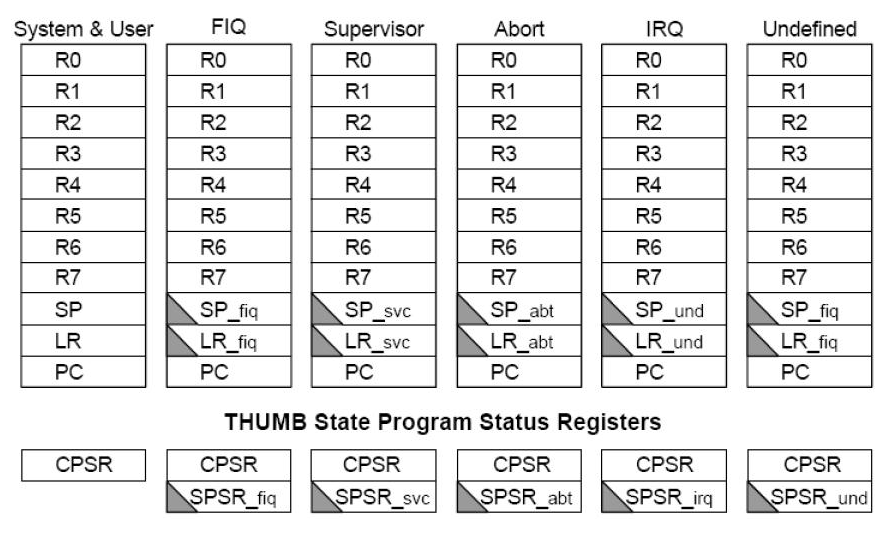 System & User FIQ Supervisor Abort IRQ Undefined
R0 R0 R0 R0 R0 R0
R1 R1 R1 R1 R1 R1
R2 R2 R2 R2 R2 R2
R3 R3 R3 R3 R3 R3
R4 R4 R4 R4 R4 R4
R5 R5 R5 R5 R5 R5
R6 R6 R6 R6 R6 R6
R7 R7 R7 R7 R7 R7
SP SP_fiq SP_svc SP_abt SP_und SP_fiq
LR LR_fiq LR_svc LR_abt LR_und LR_fiq
PC PC PC PC PC PC
THUMB State Program Status Registers
CPSR CPSR CPSR CPSR CPSR CPSR
SPSR_fiq SPSR_svc SPSR_abt SPSR_irq SPSR_und